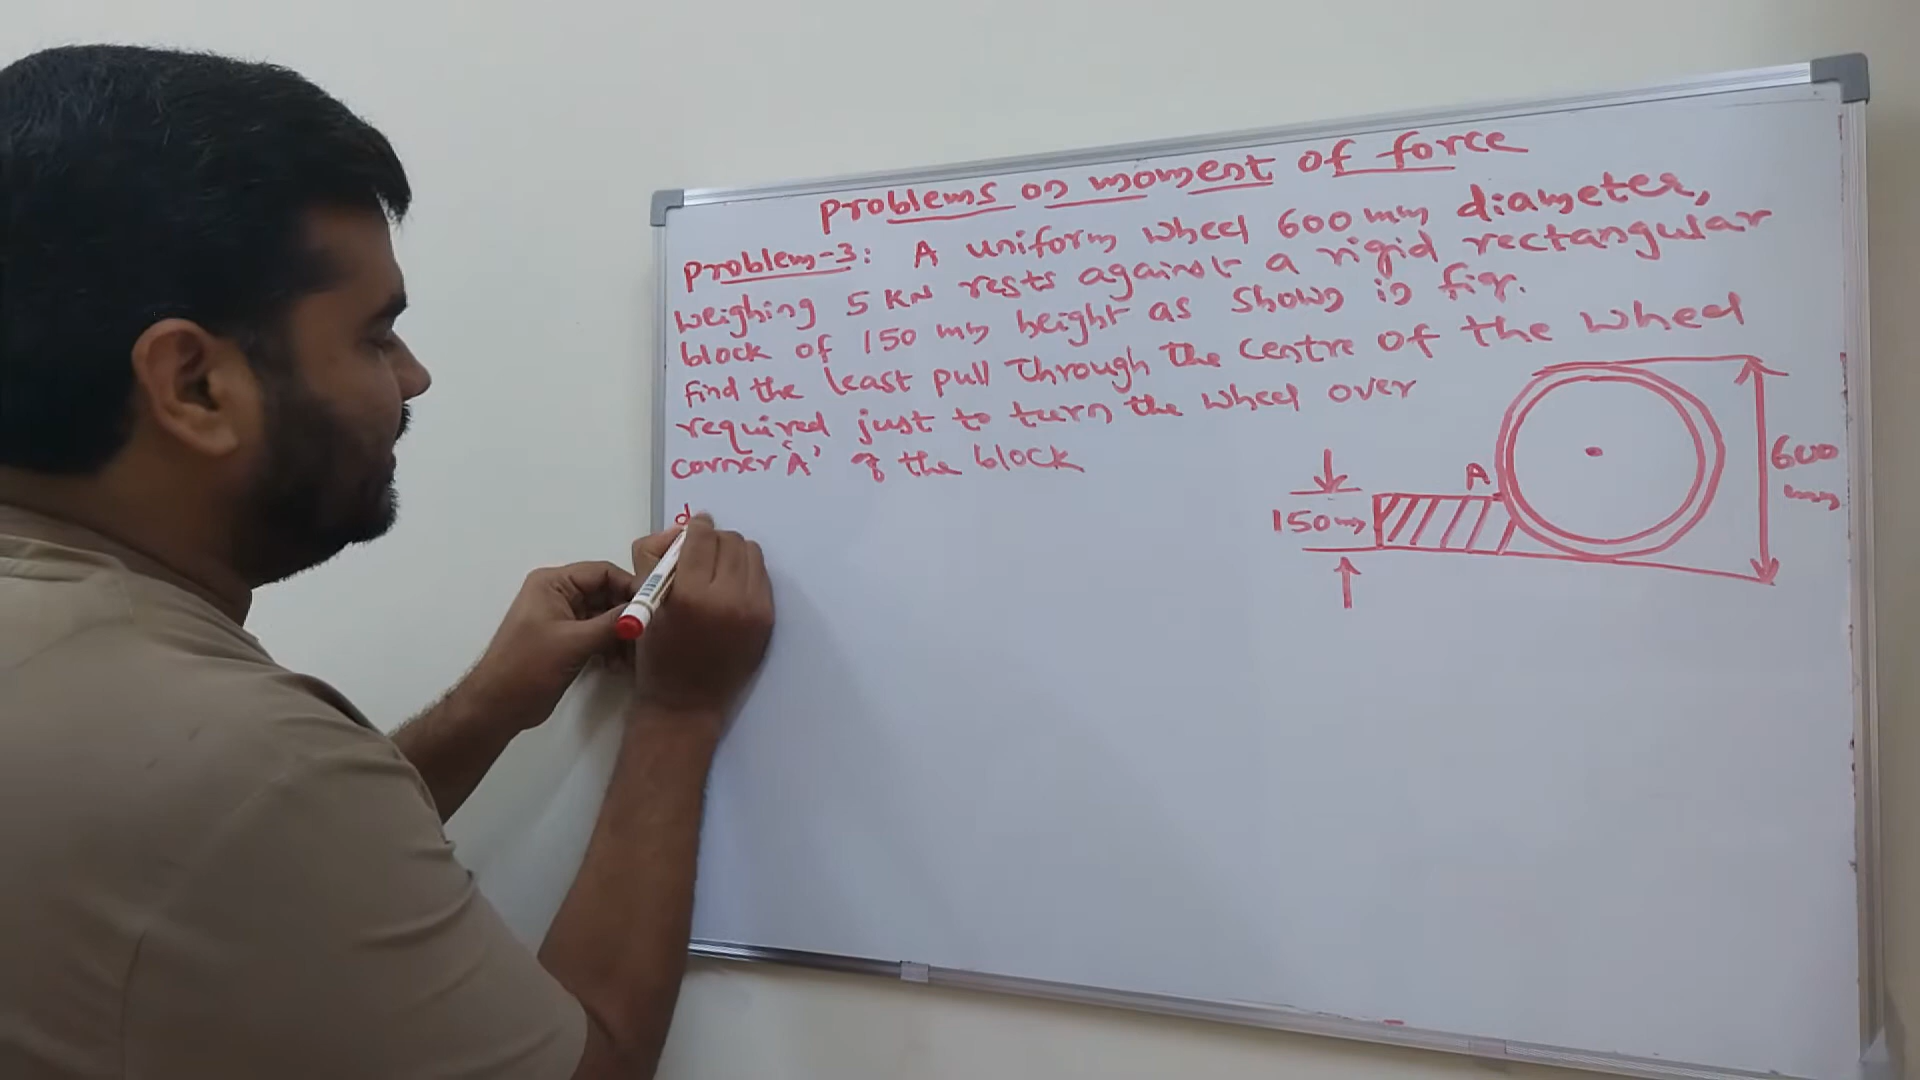 Problems on moment of force
Problem-3: A uniform wheel 600 mm diameter,
weighing 5 KN rests against a rigid rectangular
block of 150 mm height as shown in fig.
find the least pull through the centre of the wheel
required just to turn the wheel over
corner 'A' of the block
d
A
150m
600
mm